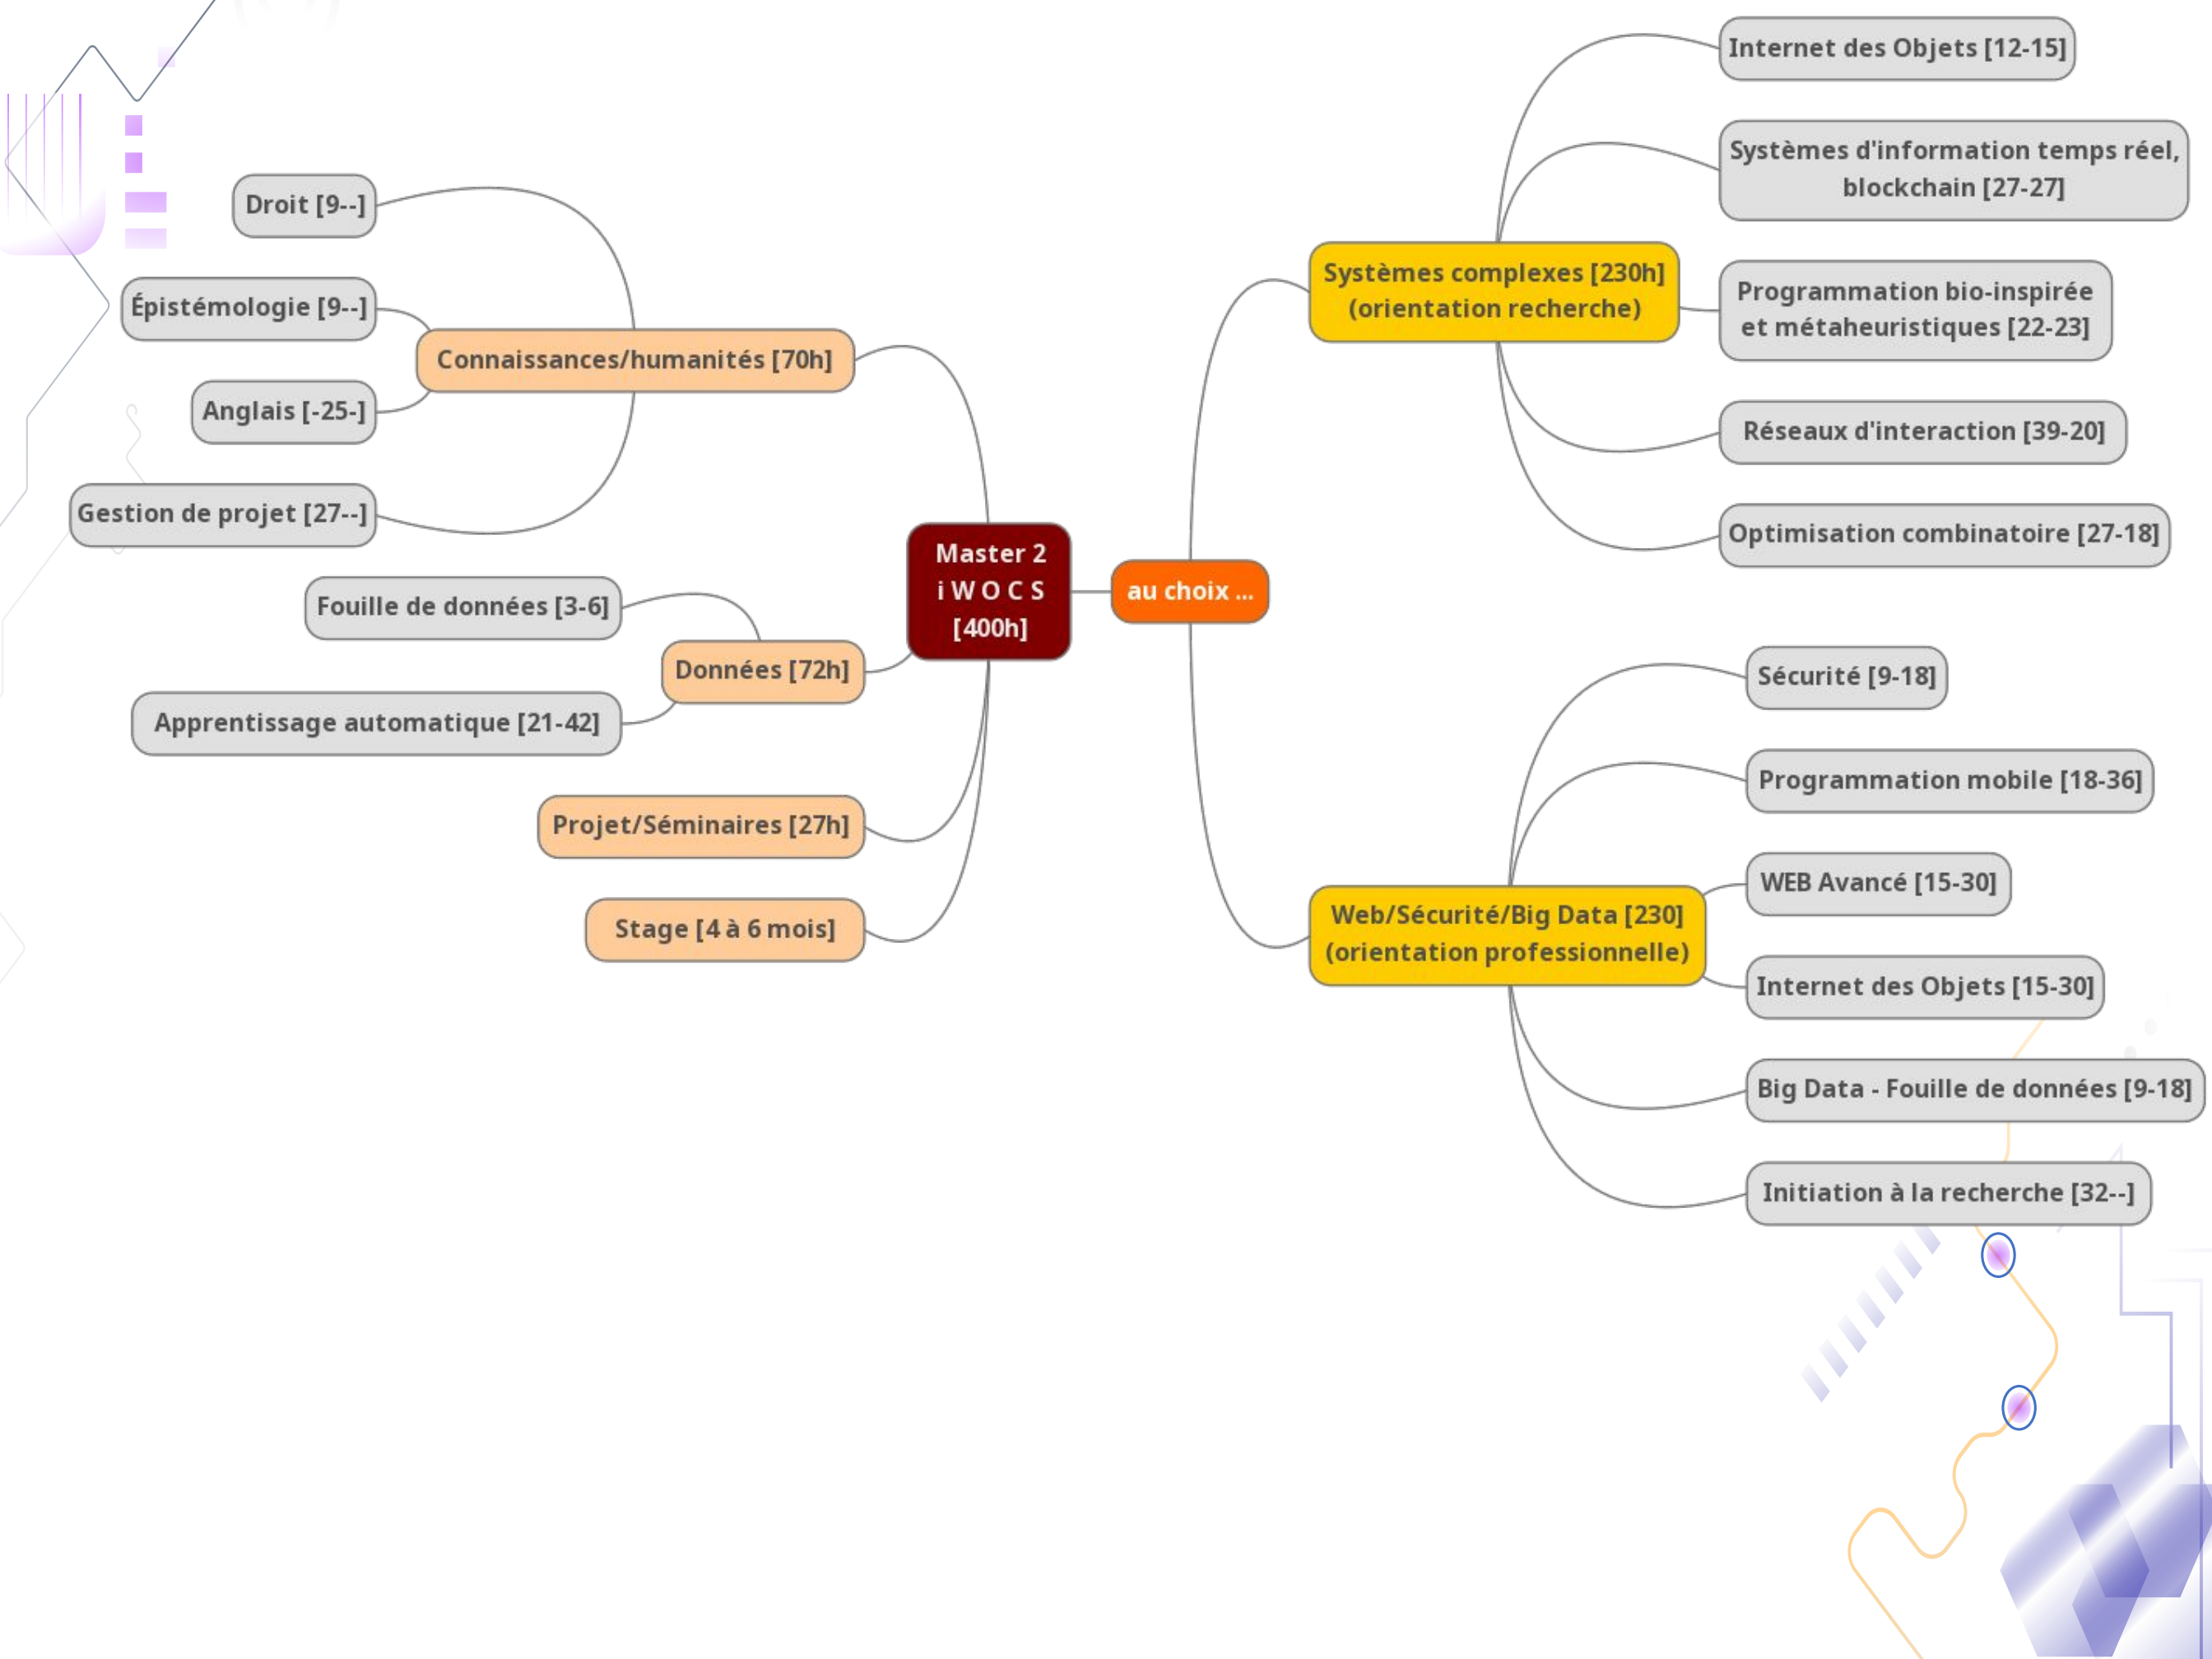 Droit [9--]
Épistémologie [9--]
Connaissances/humanités [70h]
Anglais [-25-]
Gestion de projet [27--]
Fouille de données [3-6]
Données [72h]
Apprentissage automatique [21-42]
Projet/Séminaires [27h]
Stage [4 à 6 mois]
Master 2
i W O C S
[400h]
au choix ...
Systèmes complexes [230h]
(orientation recherche)
Internet des Objets [12-15]
Systèmes d'information temps réel,
blockchain [27-27]
Programmation bio-inspirée
et métaheuristiques [22-23]
Réseaux d'interaction [39-20]
Optimisation combinatoire [27-18]
Web/Sécurité/Big Data [230]
(orientation professionnelle)
Sécurité [9-18]
Programmation mobile [18-36]
WEB Avancé [15-30]
Internet des Objets [15-30]
Big Data - Fouille de données [9-18]
Initiation à la recherche [32--]